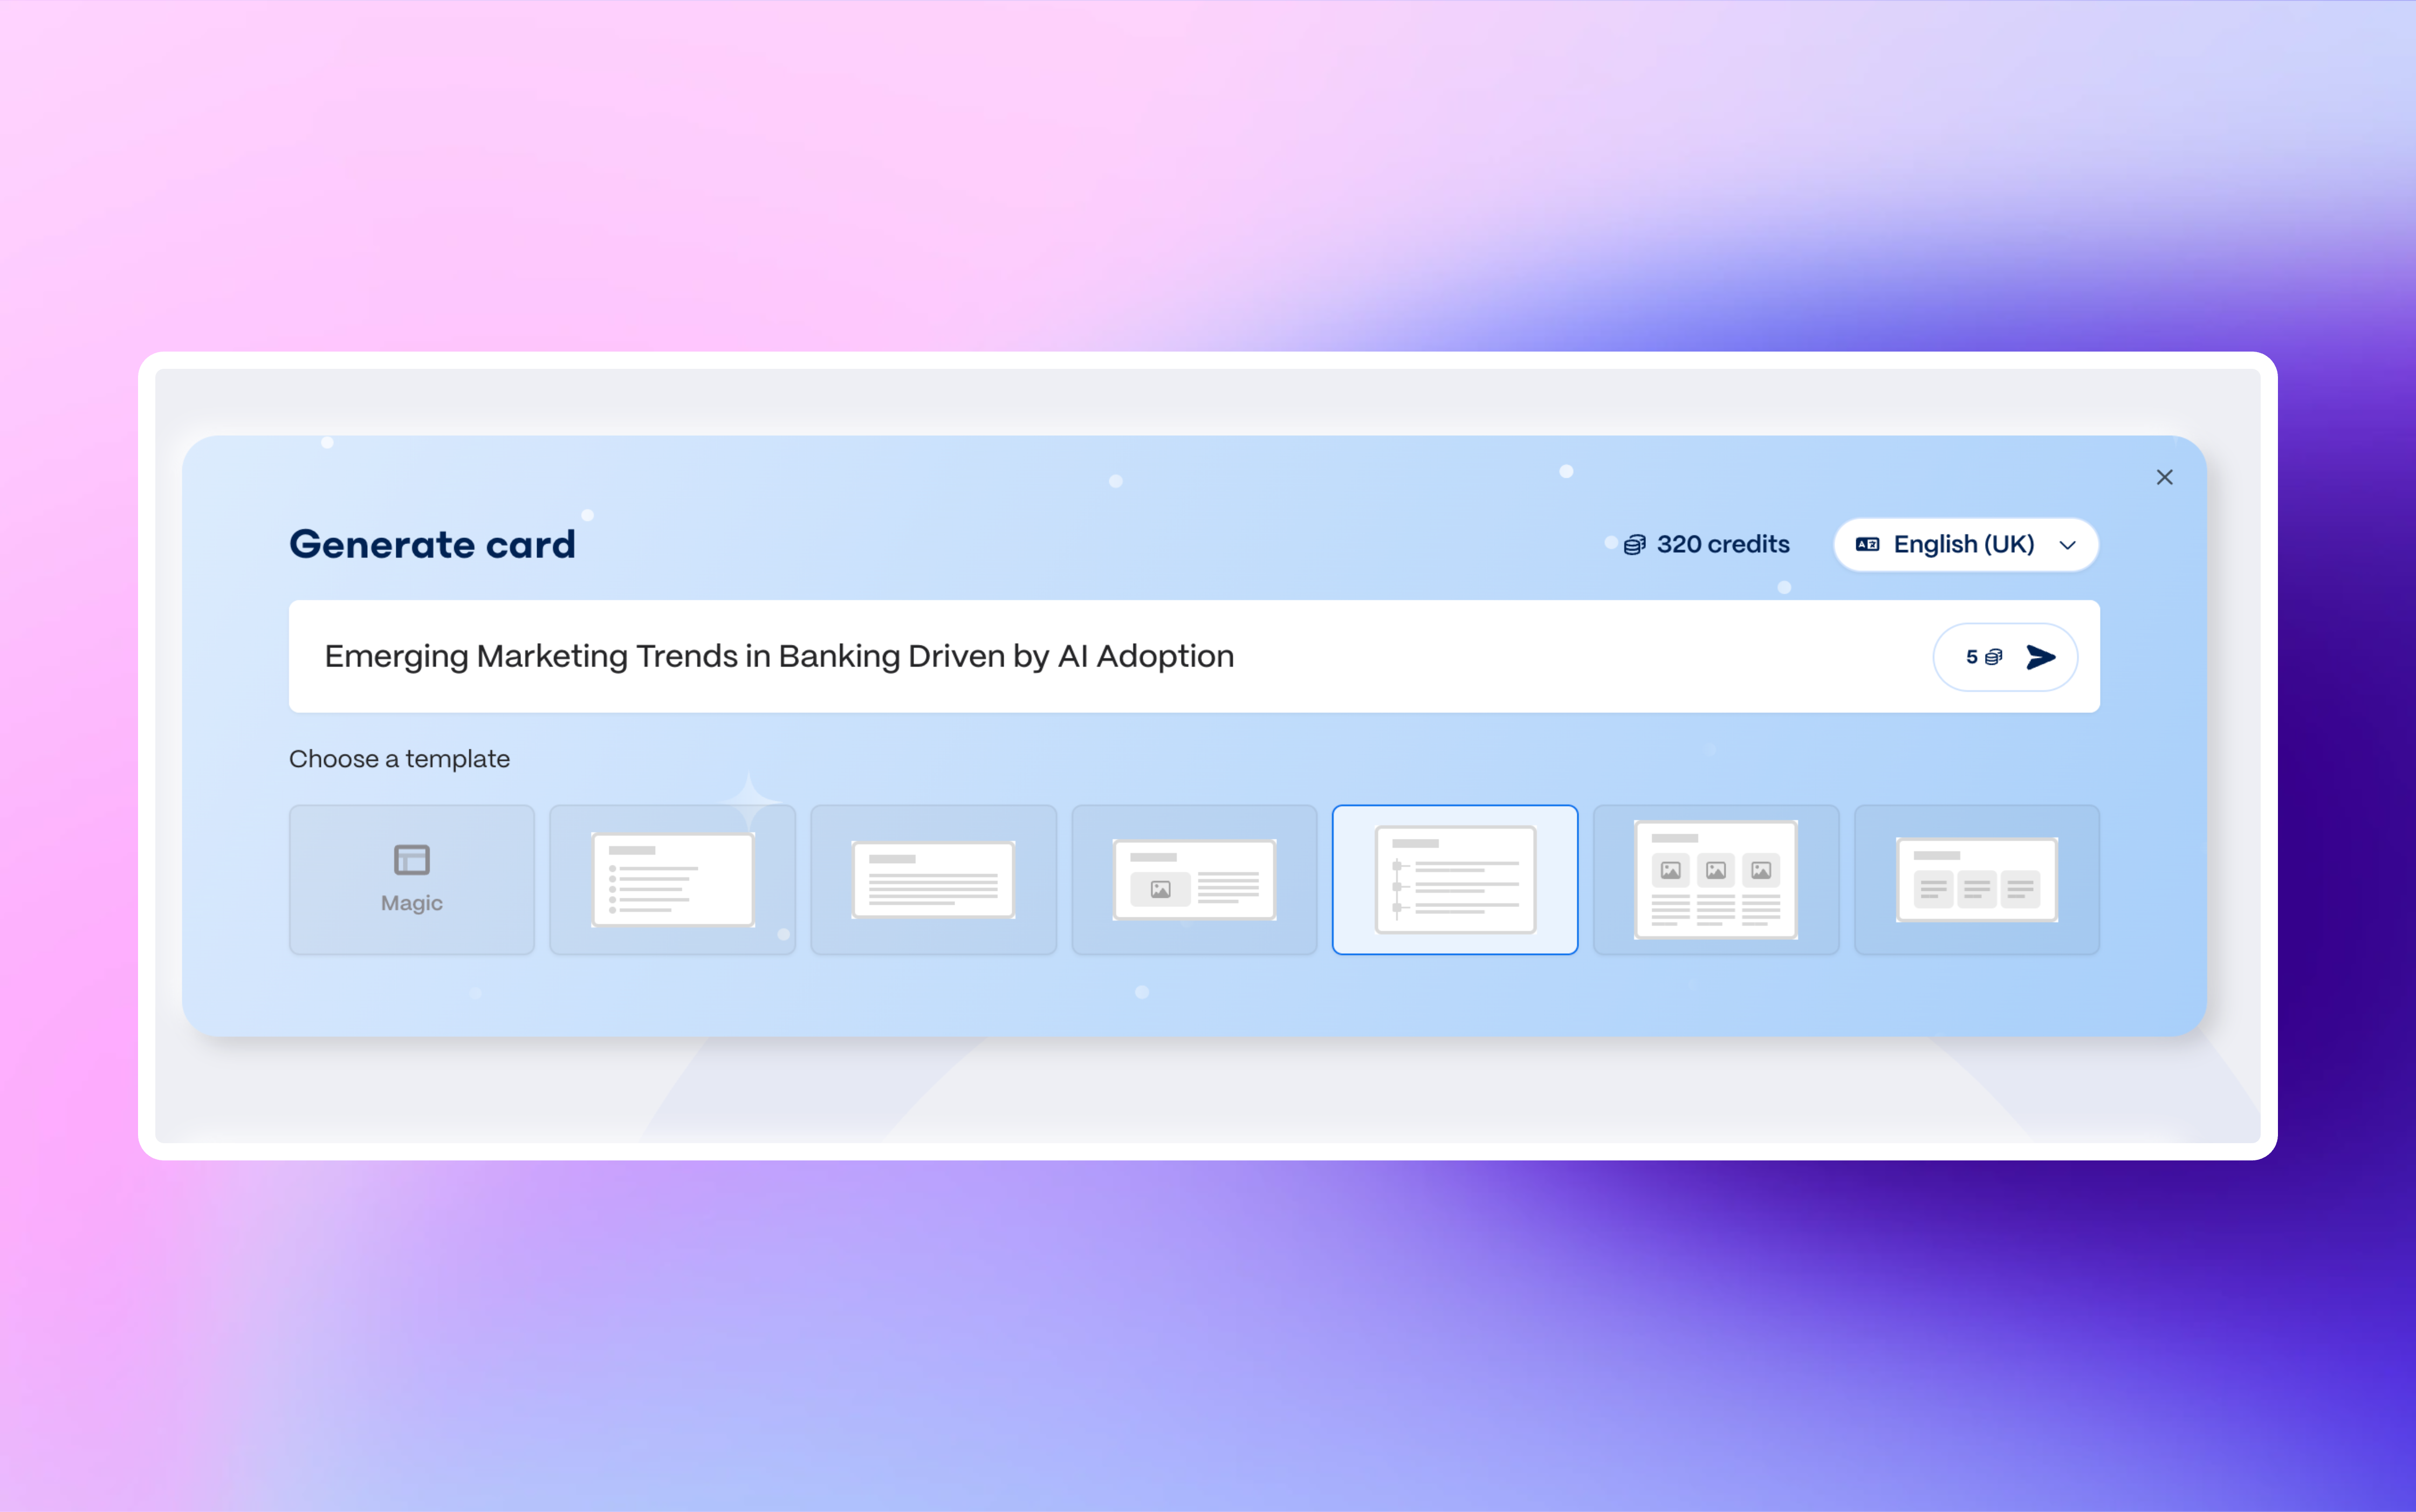 Generate card
320 credits
English (UK)
Emerging Marketing Trends in Banking Driven by AI Adoption
5
Choose a template
Magic